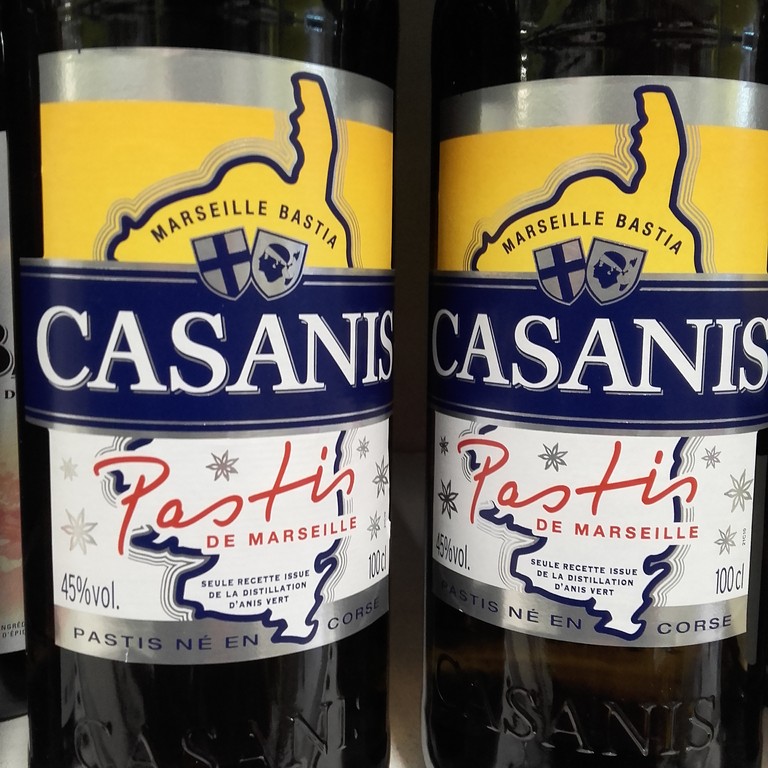 MARSEILLE BASTIA
CASANIS
Pastis
DE MARSEILLE
45%vol.
100cl
SEULE RECETTE ISSUE
DE LA DISTILLATION
D'ANIS VERT
PASTIS NÉ EN CORSE
CASANIS
MARSEILLE BASTIA
CASANIS
Pastis
DE MARSEILLE
45%vol.
100 cl
SEULE RECETTE ISSUE
DE LA DISTILLATION
D'ANIS VERT
PASTIS NÉ EN CORSE
CASANIS